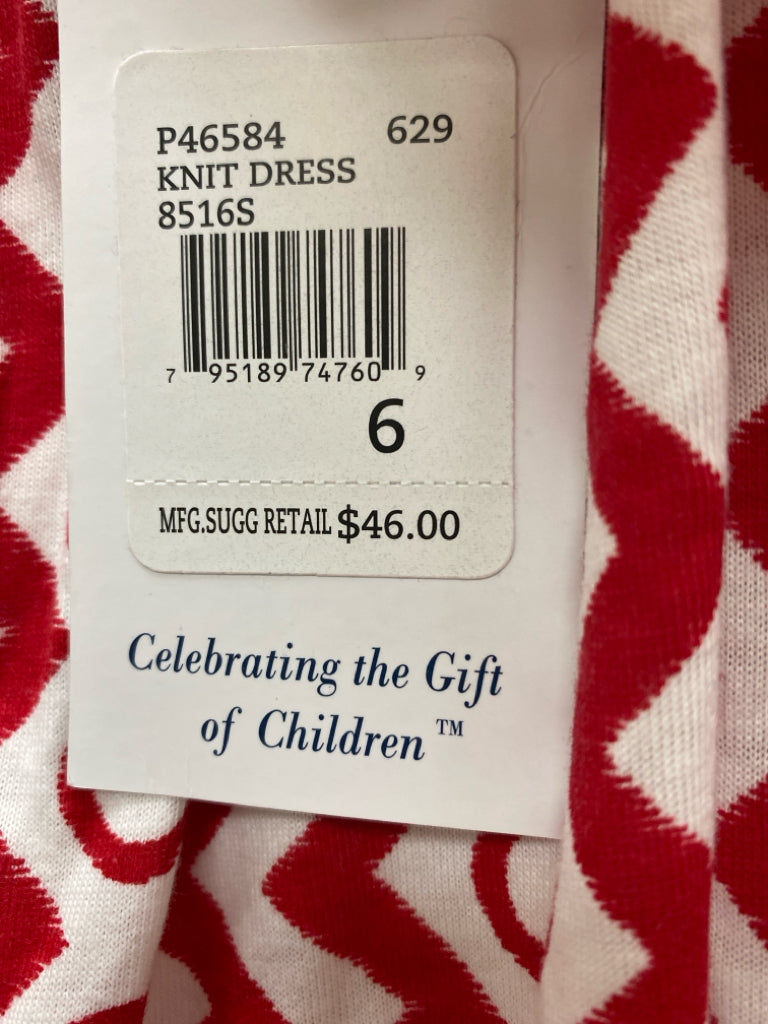 P46584 629
KNIT DRESS
8516S
7 95189 74760 9
6
MFG.SUGG RETAIL $46.00
Celebrating the Gift
of Children™